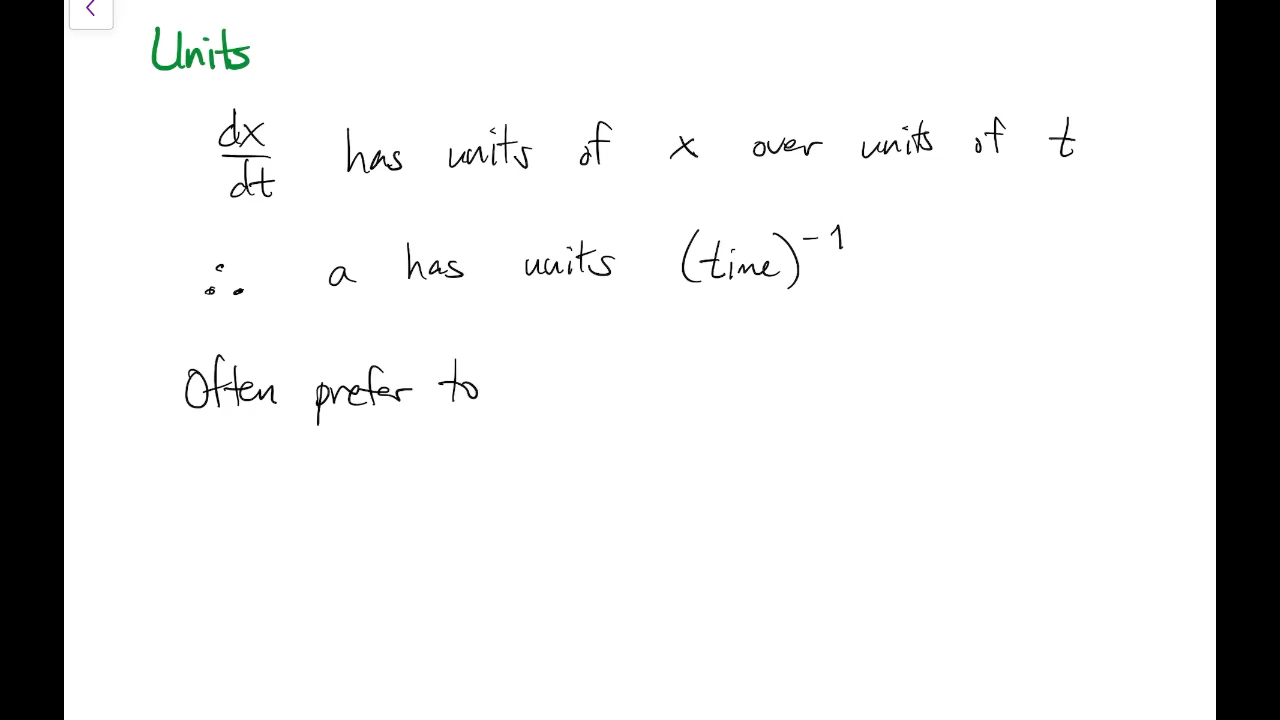 Units
dx/dt has units of x over units of t
∴ a has units (time)⁻¹
Often prefer to